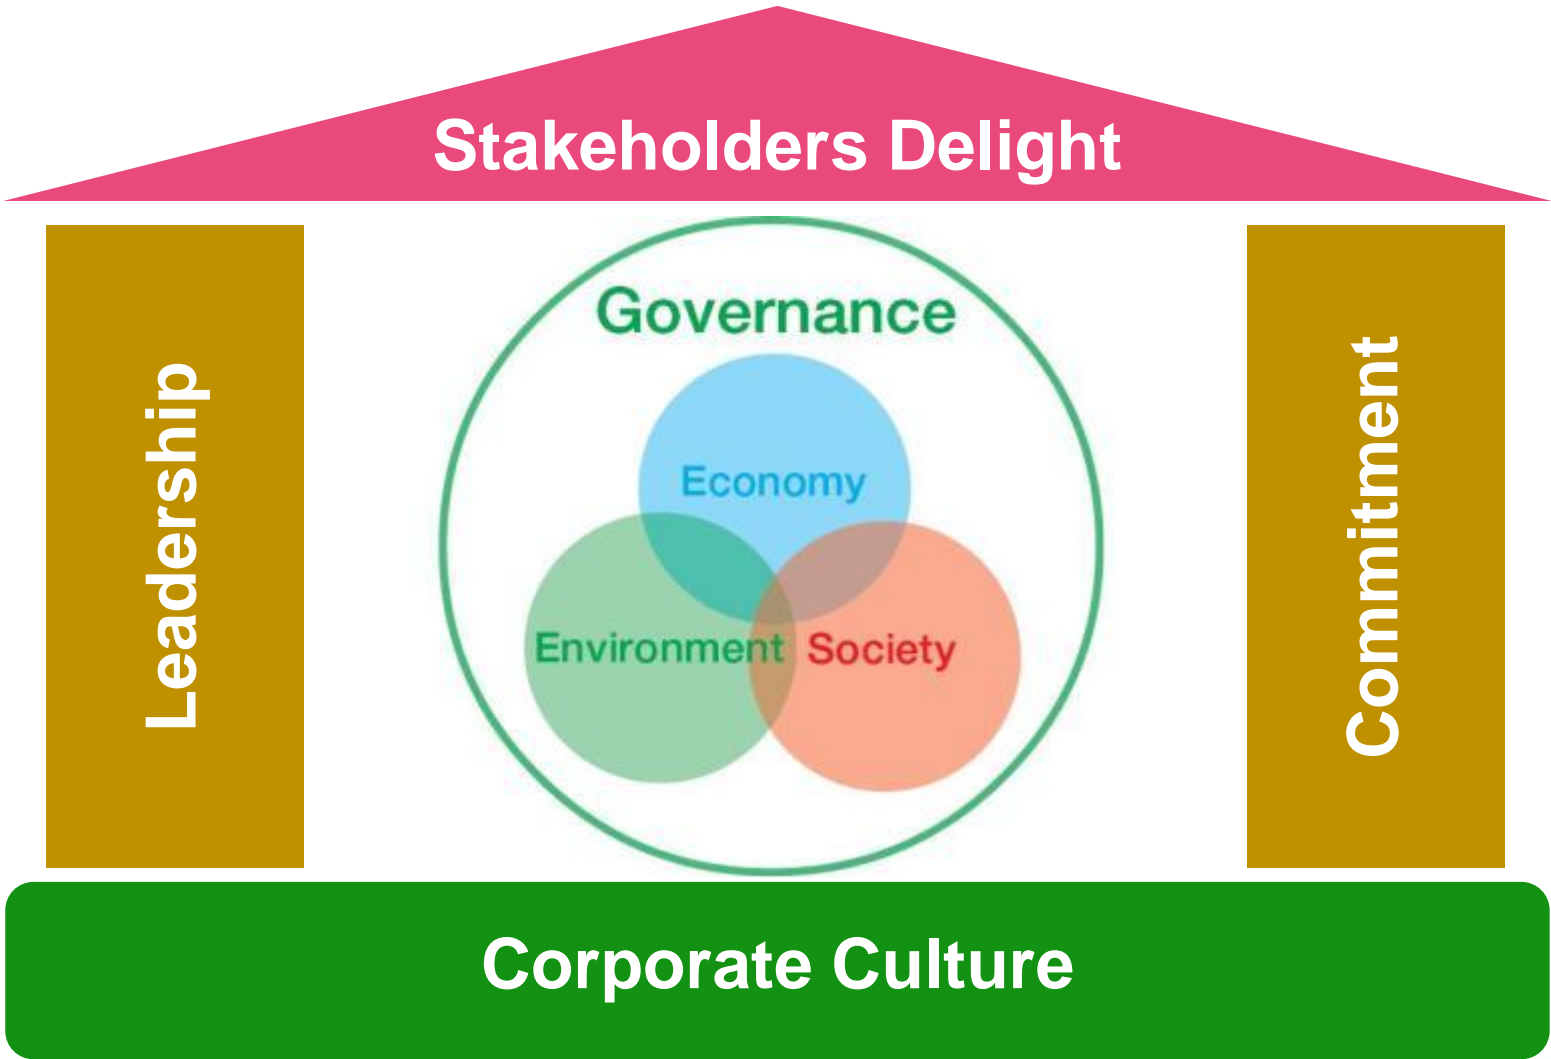 Stakeholders Delight
Leadership
Governance
Economy
Environment
Society
Commitment
Corporate Culture